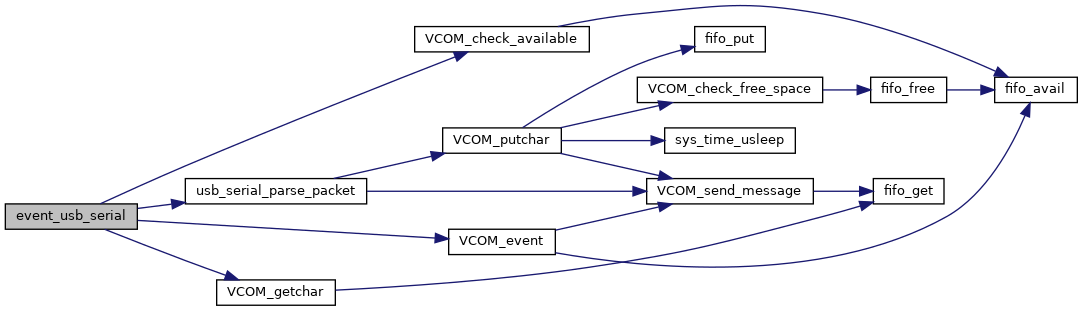 VCOM_check_available
fifo_put
VCOM_check_free_space
fifo_free
fifo_avail
VCOM_putchar
sys_time_usleep
usb_serial_parse_packet
VCOM_send_message
fifo_get
event_usb_serial
VCOM_event
VCOM_getchar